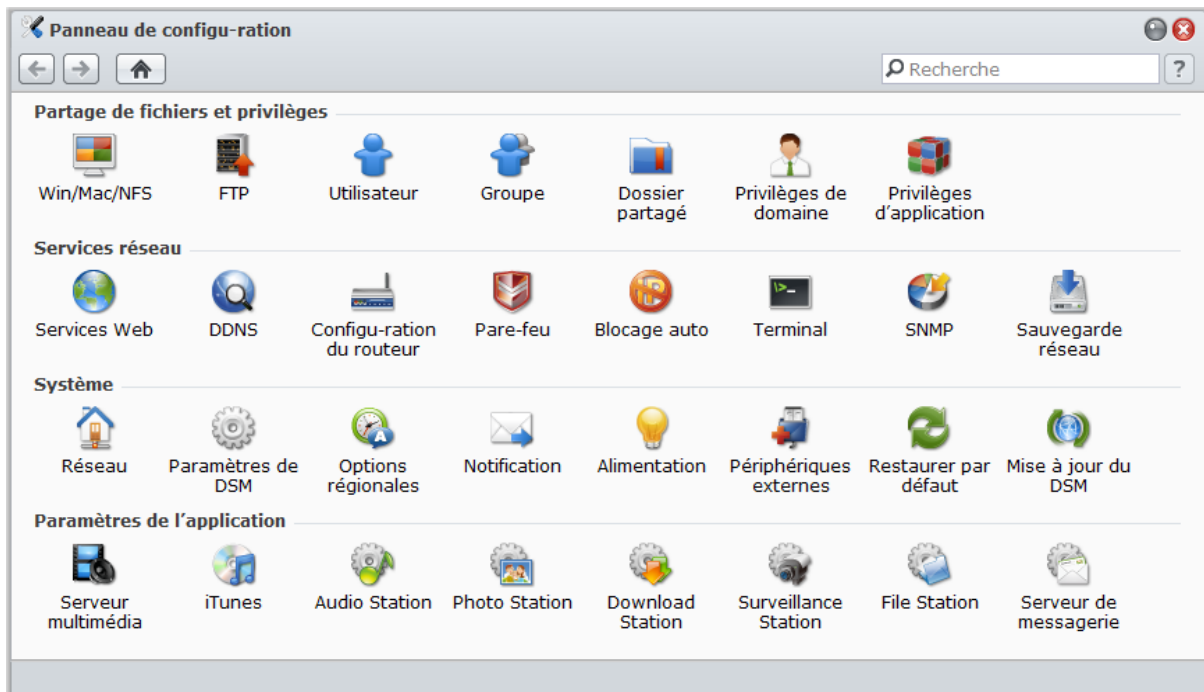 Panneau de configu-ration
Recherche
?
Partage de fichiers et privilèges
Win/Mac/NFS
FTP
Utilisateur
Groupe
Dossier
partagé
Privilèges de
domaine
Privilèges
d'application
Services réseau
Services Web
DDNS
Configu-ration
du routeur
Pare-feu
Blocage auto
Terminal
SNMP
Sauvegarde
réseau
Système
Réseau
Paramètres de
DSM
Options
régionales
Notification
Alimentation
Périphériques
externes
Restaurer par
défaut
Mise à jour du
DSM
Paramètres de l'application
Serveur
multimédia
iTunes
Audio Station
Photo Station
Download
Station
Surveillance
Station
File Station
Serveur de
messagerie